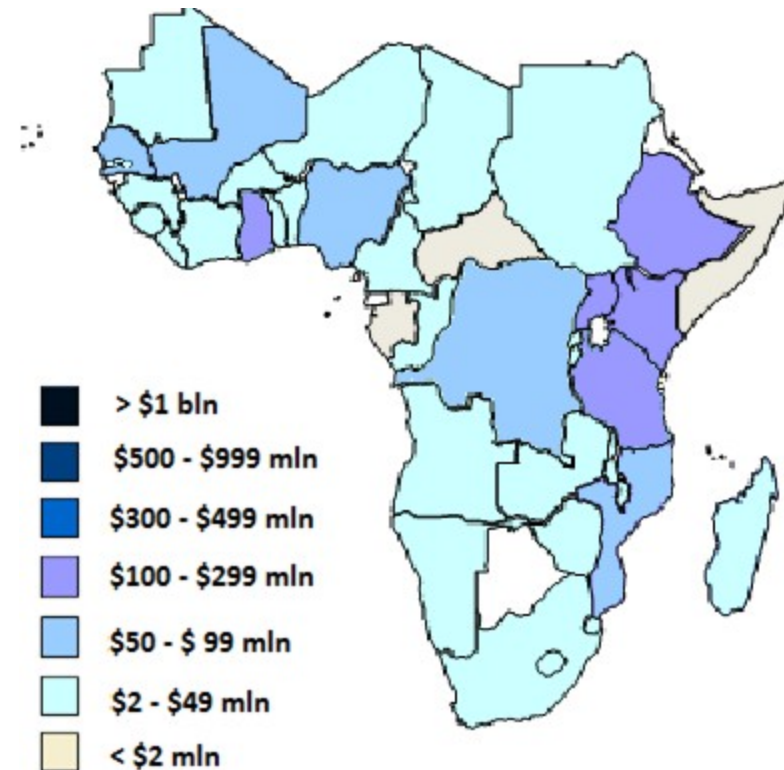 > $1 bln
$500 - $999 mln
$300 - $499 mln
$100 - $299 mln
$50 - $ 99 mln
$2 - $49 mln
< $2 mln